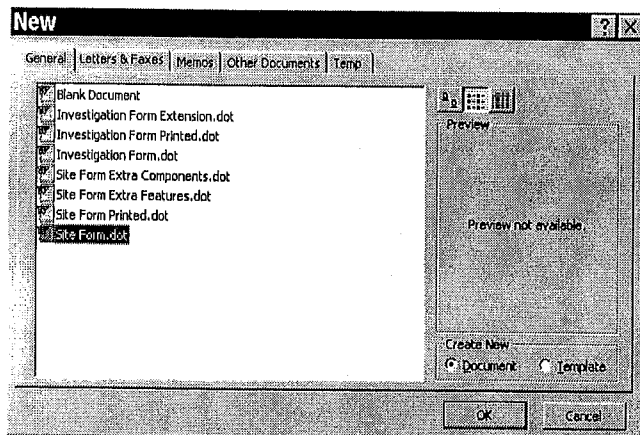 New
General Letters & Faxes Memos Other Documents Temp
Blank Document
Investigation Form Extension.dot
Investigation Form Printed.dot
Investigation Form.dot
Site Form Extra Components.dot
Site Form Extra Features.dot
Site Form Printed.dot
Site Form.dot
Preview
Preview not available.
Create New
Document Template
OK Cancel